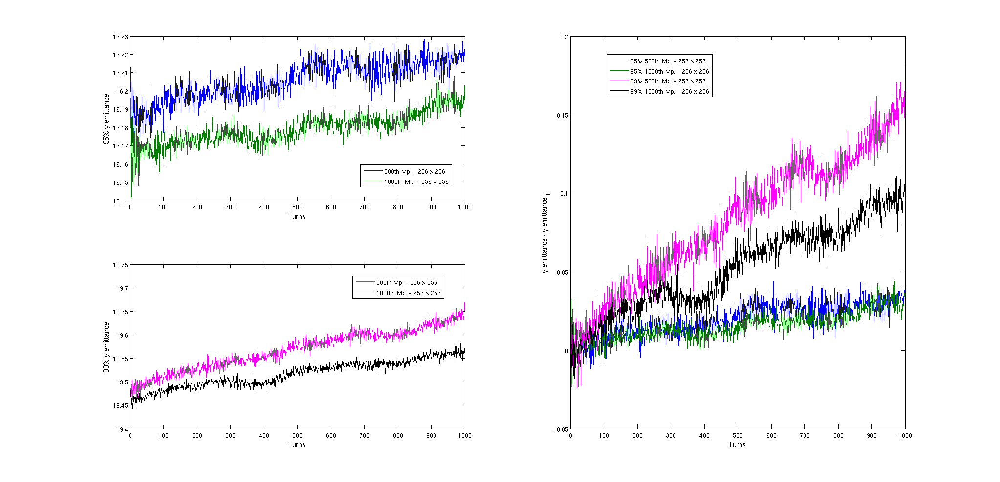 16.23
16.22
16.21
16.2
16.19
16.18
16.17
16.16
16.15
16.14
95% y emittance
0 100 200 300 400 500 600 700 800 900 1000
Turns
500th Mp. - 256 × 256
1000th Mp. - 256 × 256
19.75
19.7
19.65
19.6
19.55
19.5
19.45
19.4
99% y emittance
0 100 200 300 400 500 600 700 800 900 1000
Turns
500th Mp. - 256 × 256
1000th Mp. - 256 × 256
0.2
0.15
0.1
0.05
0
-0.05
y emittance - y emittance 1
0 100 200 300 400 500 600 700 800 900 1000
Turns
95% 500th Mp. - 256 × 256
95% 1000th Mp. - 256 × 256
99% 500th Mp. - 256 × 256
99% 1000th Mp. - 256 × 256